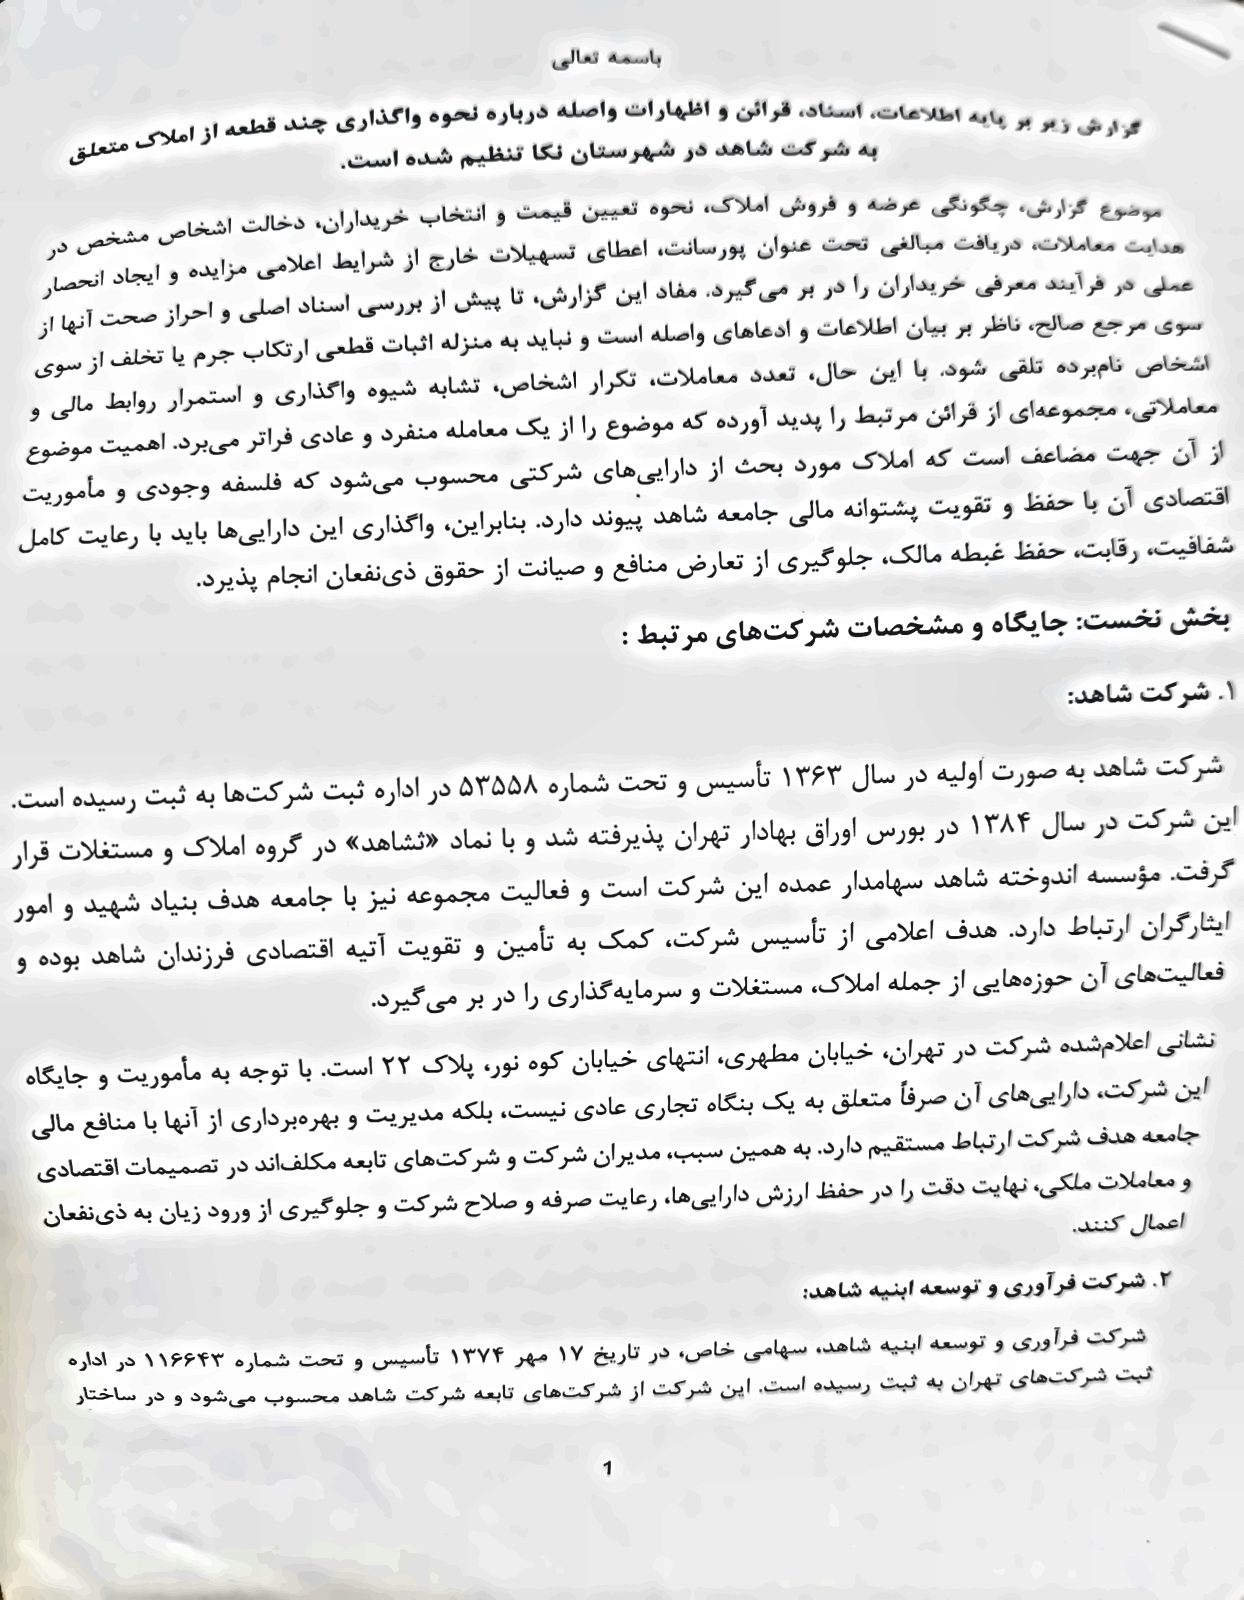 باسمه تعالی
گزارش زیر بر پایه اطلاعات، اسناد، قرائن و اظهارات واصله درباره نحوه واگذاری چند قطعه از املاک متعلق
به شرکت شاهد در شهرستان نکا تنظیم شده است.
موضوع گزارش، چگونگی عرضه و فروش املاک، نحوه تعیین قیمت و انتخاب خریداران، دخالت اشخاص مشخص در
هدایت معاملات، دریافت مبالغی تحت عنوان پورسانت، اعطای تسهیلات خارج از شرایط اعلامی مزایده و ایجاد انحصار
عملی در فرآیند معرفی خریداران را در بر می‌گیرد. مفاد این گزارش، تا پیش از بررسی اسناد اصلی و احراز صحت آنها از
سوی مرجع صالح، ناظر بر بیان اطلاعات و ادعاهای واصله است و نباید به منزله اثبات قطعی ارتکاب جرم یا تخلف از سوی
اشخاص نام‌برده تلقی شود. با این حال، تعدد معاملات، تکرار اشخاص، تشابه شیوه واگذاری و استمرار روابط مالی و
معاملاتی، مجموعه‌ای از قرائن مرتبط را پدید آورده که موضوع را از یک معامله منفرد و عادی فراتر می‌برد. اهمیت موضوع
از آن جهت مضاعف است که املاک مورد بحث از دارایی‌های شرکتی محسوب می‌شود که فلسفه وجودی و مأموریت
اقتصادی آن با حفظ و تقویت پشتوانه مالی جامعه شاهد پیوند دارد. بنابراین، واگذاری این دارایی‌ها باید با رعایت کامل
شفافیت، رقابت، حفظ غبطه مالک، جلوگیری از تعارض منافع و صیانت از حقوق ذی‌نفعان انجام پذیرد.
بخش نخست: جایگاه و مشخصات شرکت‌های مرتبط :
۱. شرکت شاهد:
شرکت شاهد به صورت اولیه در سال ۱۳۶۳ تأسیس و تحت شماره ۵۳۵۵۸ در اداره ثبت شرکت‌ها به ثبت رسیده است.
این شرکت در سال ۱۳۸۴ در بورس اوراق بهادار تهران پذیرفته شد و با نماد «ثشاهد» در گروه املاک و مستغلات قرار
گرفت. مؤسسه اندوخته شاهد سهامدار عمده این شرکت است و فعالیت مجموعه نیز با جامعه هدف بنیاد شهید و امور
ایثارگران ارتباط دارد. هدف اعلامی از تأسیس شرکت، کمک به تأمین و تقویت آتیه اقتصادی فرزندان شاهد بوده و
فعالیت‌های آن حوزه‌هایی از جمله املاک، مستغلات و سرمایه‌گذاری را در بر می‌گیرد.
نشانی اعلام‌شده شرکت در تهران، خیابان مطهری، انتهای خیابان کوه نور، پلاک ۲۲ است. با توجه به مأموریت و جایگاه
این شرکت، دارایی‌های آن صرفاً متعلق به یک بنگاه تجاری عادی نیست، بلکه مدیریت و بهره‌برداری از آنها با منافع مالی
جامعه هدف شرکت ارتباط مستقیم دارد. به همین سبب، مدیران شرکت و شرکت‌های تابعه مکلف‌اند در تصمیمات اقتصادی
و معاملات ملکی، نهایت دقت را در حفظ ارزش دارایی‌ها، رعایت صرفه و صلاح شرکت و جلوگیری از ورود زیان به ذی‌نفعان
اعمال کنند.
۲. شرکت فرآوری و توسعه ابنیه شاهد:
شرکت فرآوری و توسعه ابنیه شاهد، سهامی خاص، در تاریخ ۱۷ مهر ۱۳۷۴ تأسیس و تحت شماره ۱۱۶۶۴۳ در اداره
ثبت شرکت‌های تهران به ثبت رسیده است. این شرکت از شرکت‌های تابعه شرکت شاهد محسوب می‌شود و در ساختار
1